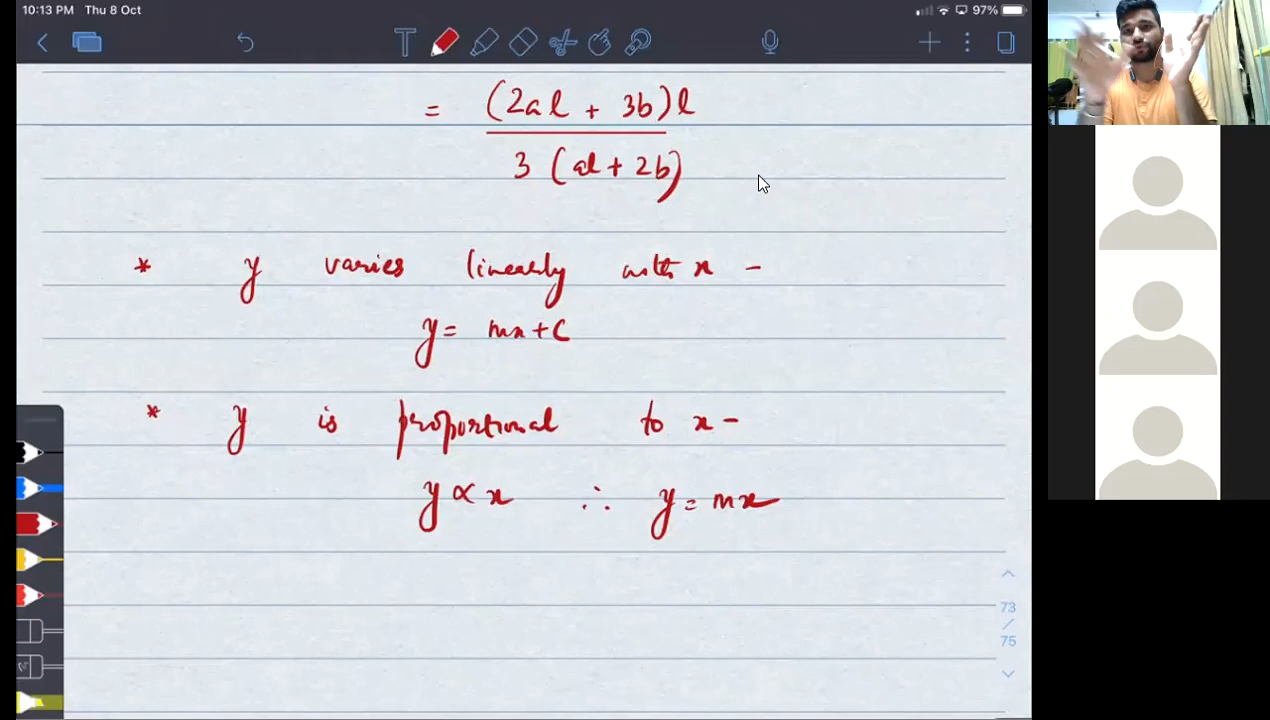 10:13 PM Thu 8 Oct 97%
= (2al + 3b)l
3 (al + 2b)
* y varies linearly with x -
y = mx + C
* y is proportional to x -
y ∝ x ∴ y = mx
73
/
75